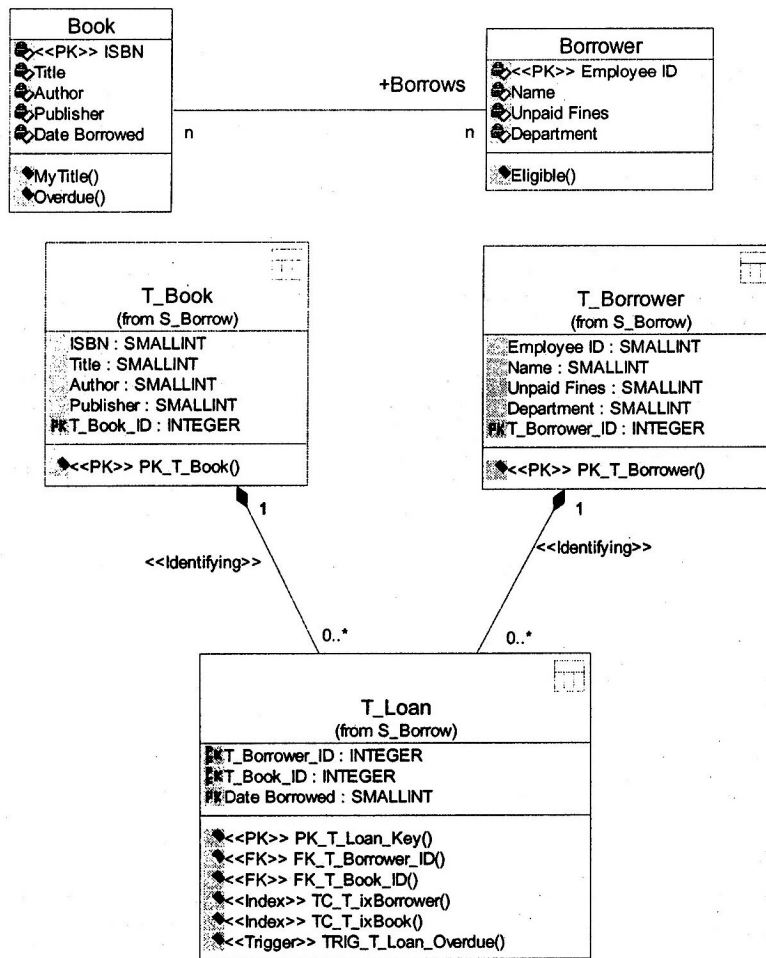 Book
<<PK>> ISBN
Title
Author
Publisher
Date Borrowed
MyTitle()
Overdue()
+Borrows
n
n
Borrower
<<PK>> Employee ID
Name
Unpaid Fines
Department
Eligible()
T_Book
(from S_Borrow)
ISBN : SMALLINT
Title : SMALLINT
Author : SMALLINT
Publisher : SMALLINT
PK T_Book_ID : INTEGER
<<PK>> PK_T_Book()
T_Borrower
(from S_Borrow)
Employee ID : SMALLINT
Name : SMALLINT
Unpaid Fines : SMALLINT
Department : SMALLINT
PK T_Borrower_ID : INTEGER
<<PK>> PK_T_Borrower()
1
1
<<Identifying>>
<<Identifying>>
0..*
0..*
T_Loan
(from S_Borrow)
T_Borrower_ID : INTEGER
T_Book_ID : INTEGER
PK Date Borrowed : SMALLINT
<<PK>> PK_T_Loan_Key()
<<FK>> FK_T_Borrower_ID()
<<FK>> FK_T_Book_ID()
<<Index>> TC_T_ixBorrower()
<<Index>> TC_T_ixBook()
<<Trigger>> TRIG_T_Loan_Overdue()